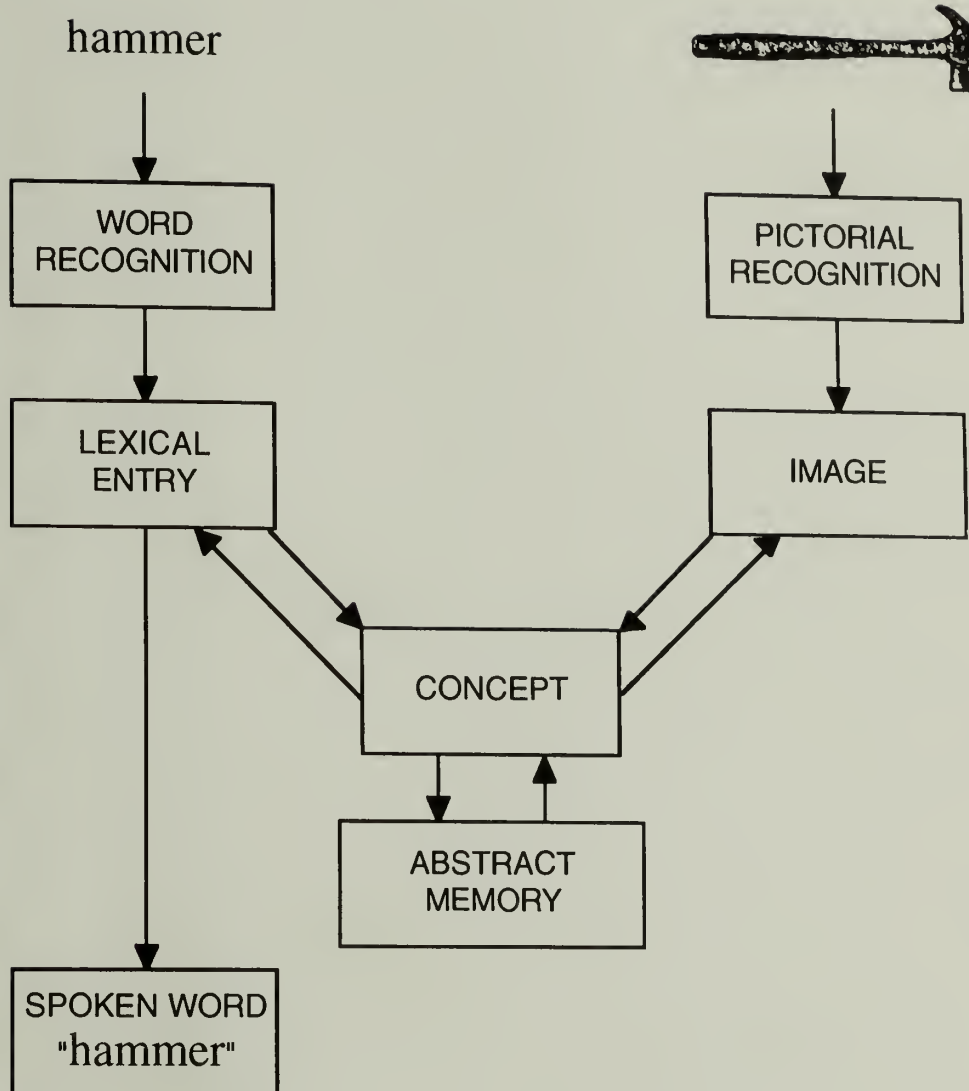 hammer
WORD
RECOGNITION
PICTORIAL
RECOGNITION
LEXICAL
ENTRY
IMAGE
CONCEPT
ABSTRACT
MEMORY
SPOKEN WORD
"hammer"